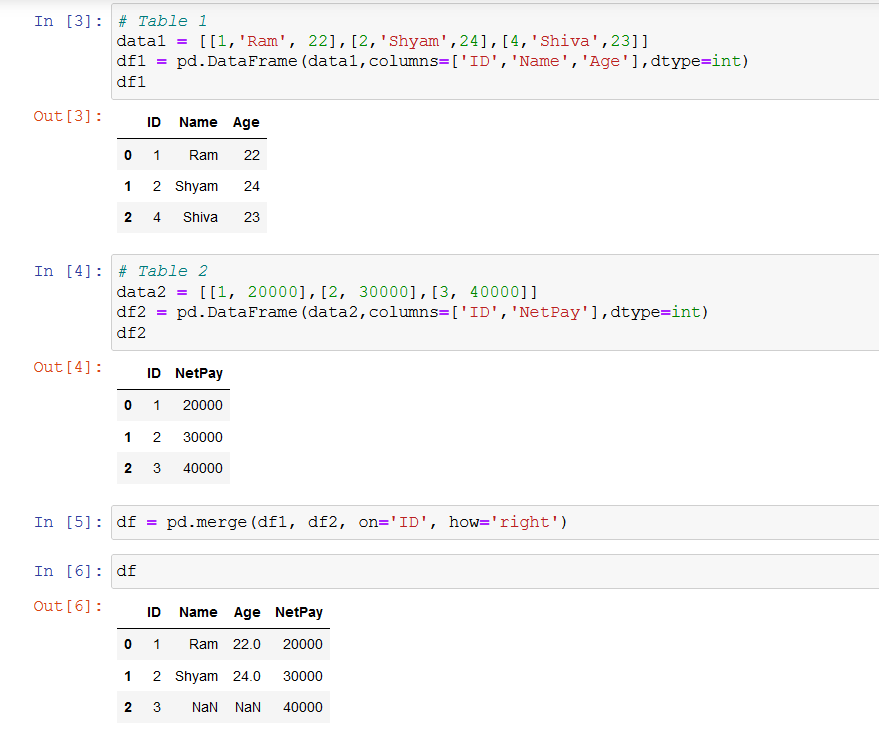 In [3]: # Table 1
data1 = [[1,'Ram', 22],[2,'Shyam',24],[4,'Shiva',23]]
df1 = pd.DataFrame(data1,columns=['ID','Name','Age'],dtype=int)
df1
Out[3]:
ID Name Age
0 1 Ram 22
1 2 Shyam 24
2 4 Shiva 23
In [4]: # Table 2
data2 = [[1, 20000],[2, 30000],[3, 40000]]
df2 = pd.DataFrame(data2,columns=['ID','NetPay'],dtype=int)
df2
Out[4]:
ID NetPay
0 1 20000
1 2 30000
2 3 40000
In [5]: df = pd.merge(df1, df2, on='ID', how='right')
In [6]: df
Out[6]:
ID Name Age NetPay
0 1 Ram 22.0 20000
1 2 Shyam 24.0 30000
2 3 NaN NaN 40000